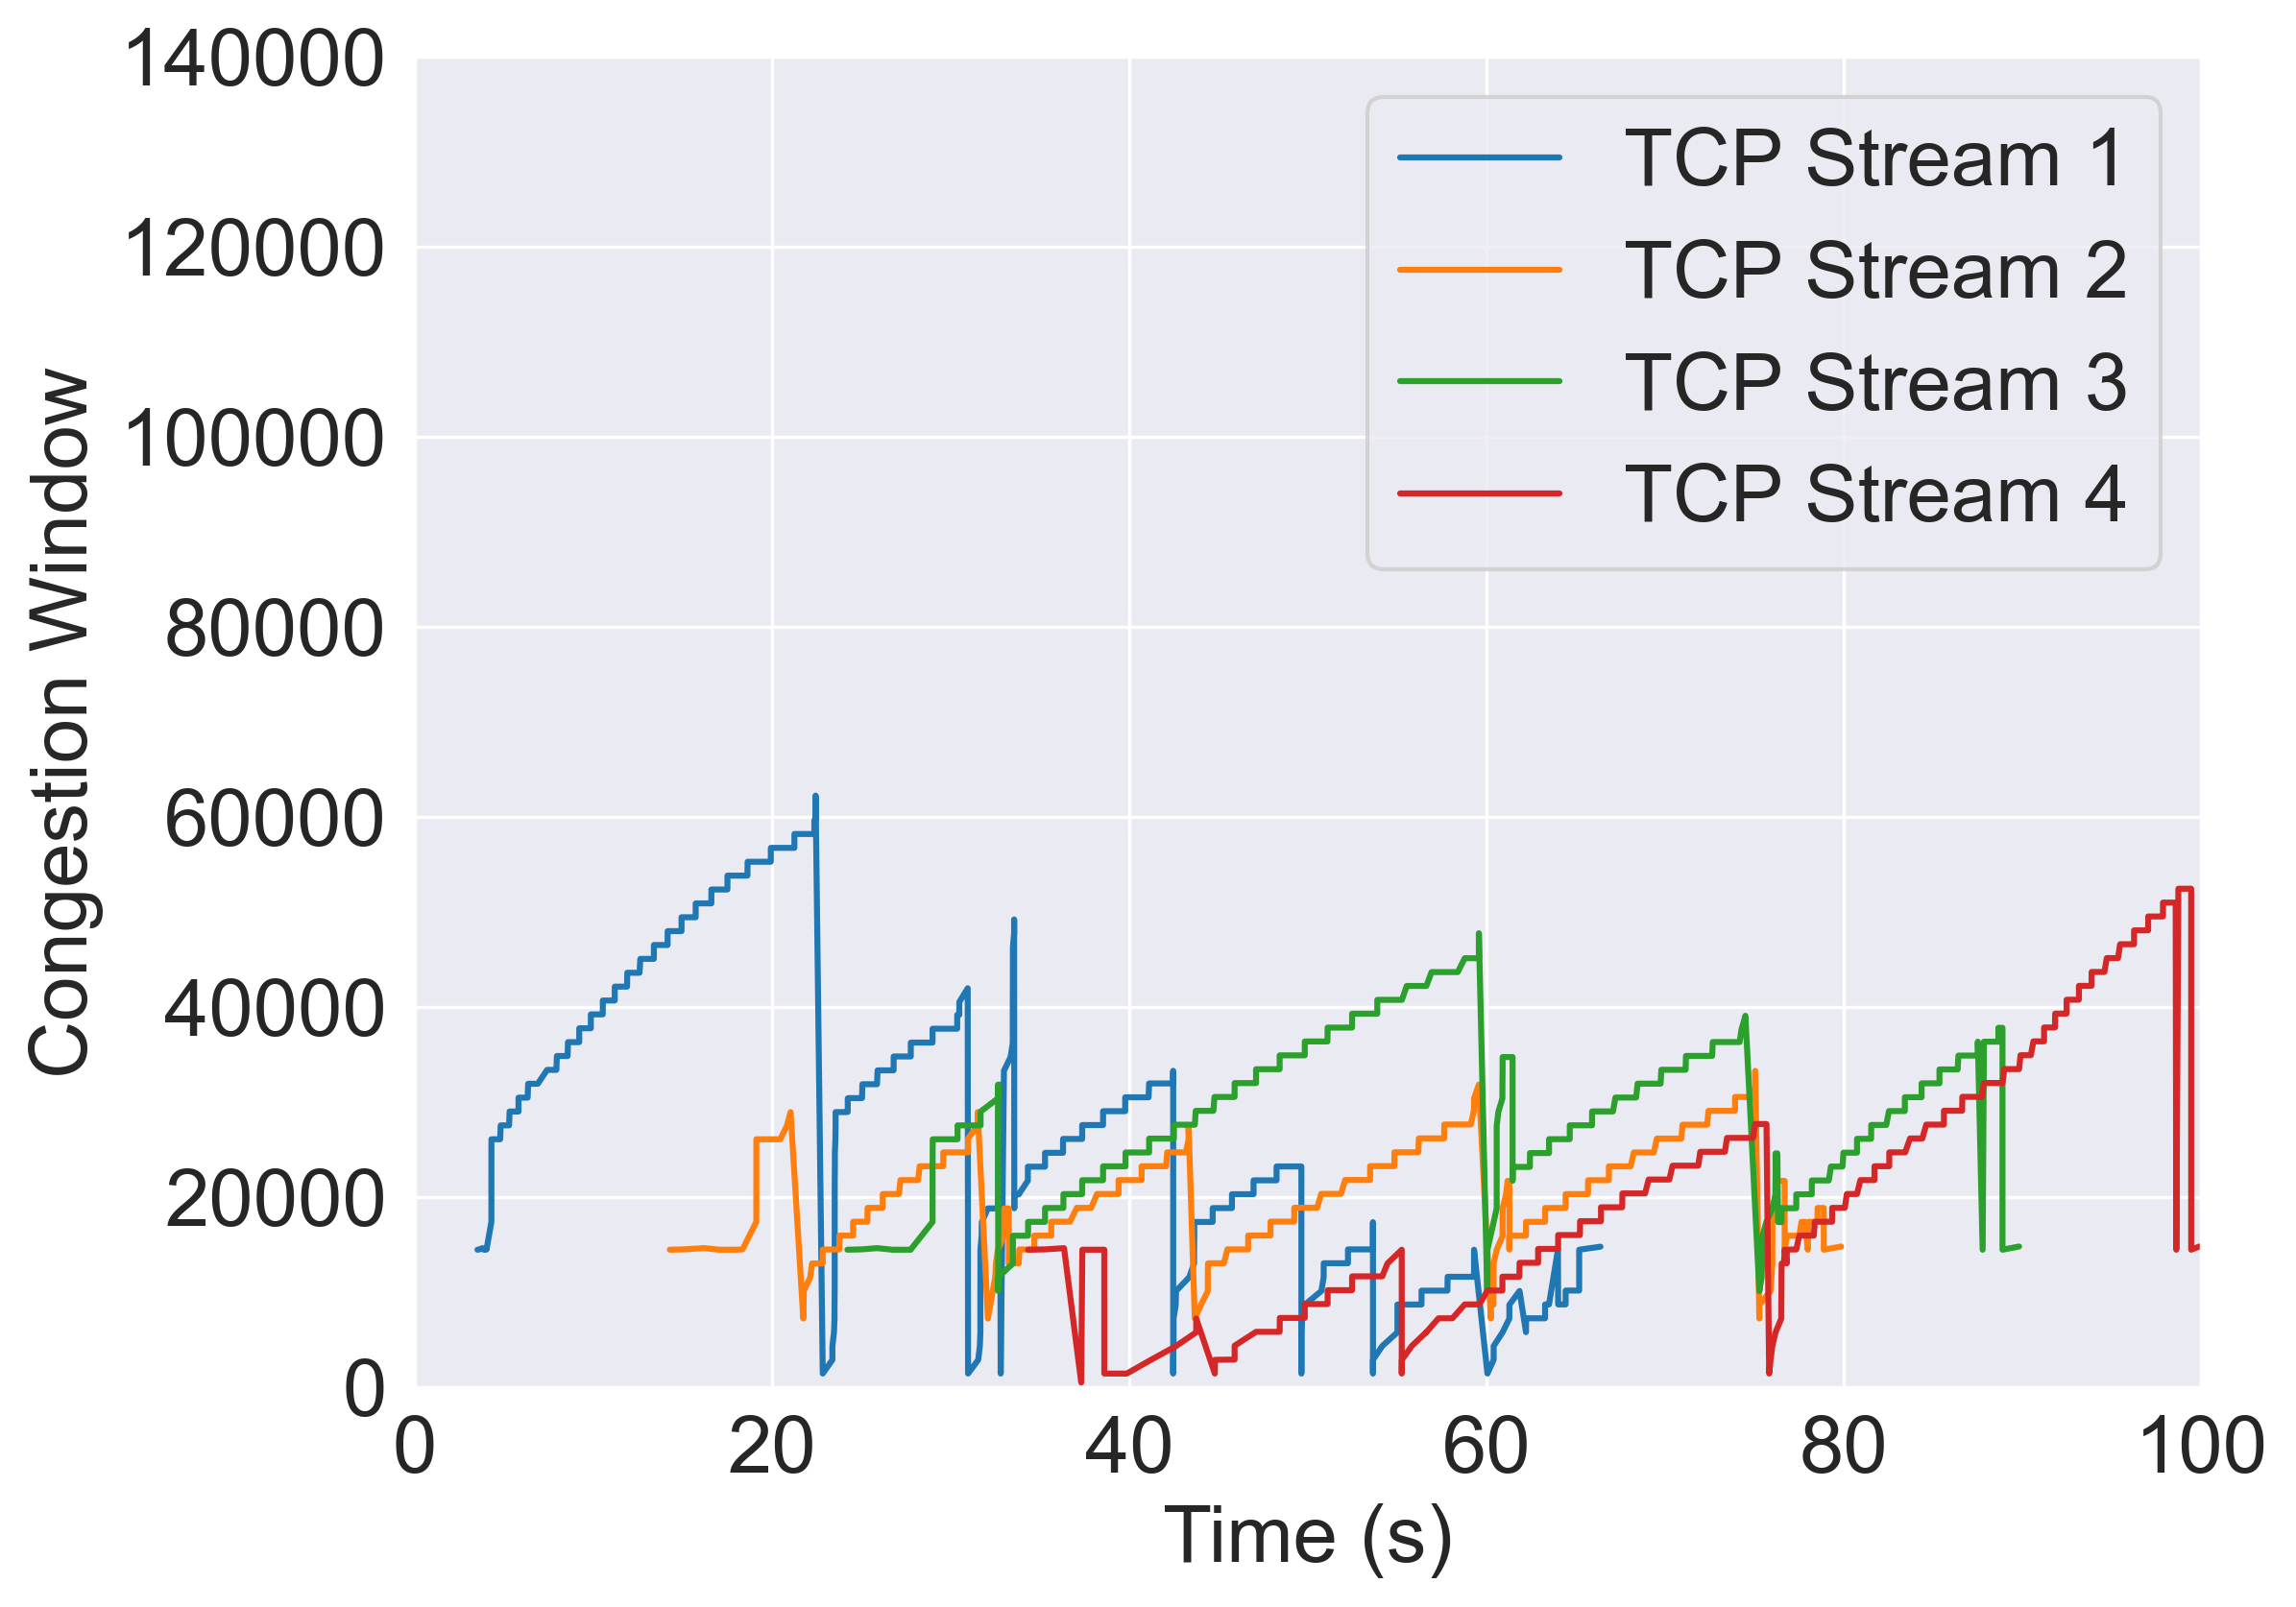 140000
120000
100000
80000
60000
40000
20000
0
Congestion Window
0 20 40 60 80 100
Time (s)
TCP Stream 1
TCP Stream 2
TCP Stream 3
TCP Stream 4